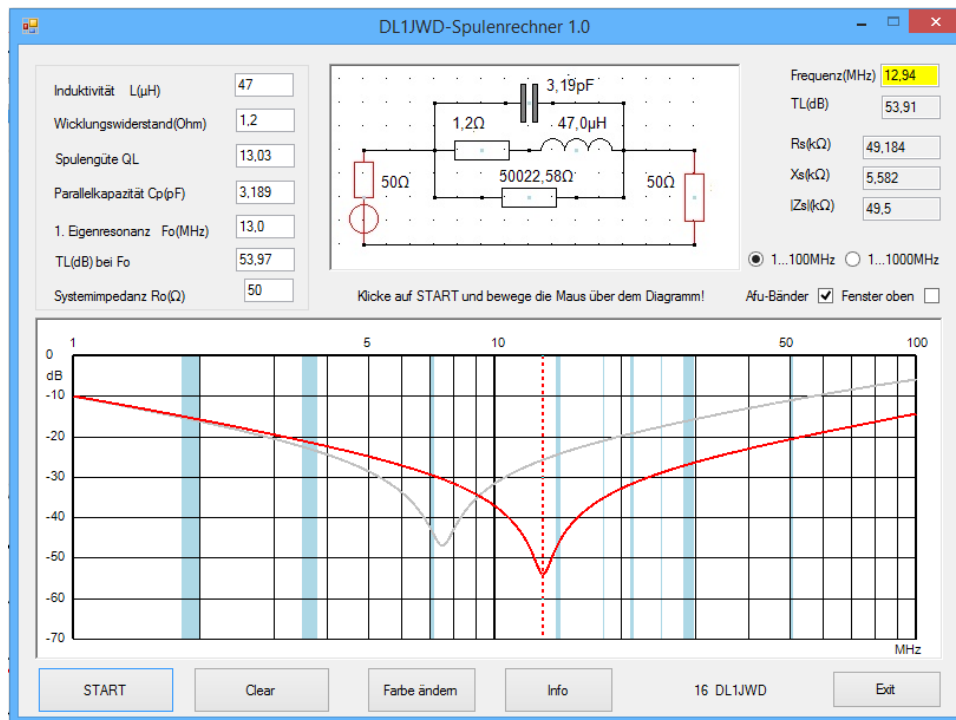 DL1JWD-Spulenrechner 1.0
Induktivität L(µH) 47
Wicklungswiderstand(Ohm) 1,2
Spulengüte QL 13,03
Parallelkapazität Cp(pF) 3,189
1. Eigenresonanz Fo(MHz) 13,0
TL(dB) bei Fo 53,97
Systemimpedanz Ro(Ω) 50
3,19pF
1,2Ω 47,0µH
50Ω 50022,58Ω 50Ω
Frequenz(MHz) 12,94
TL(dB) 53,91
Rs(kΩ) 49,184
Xs(kΩ) 5,582
|Zs|(kΩ) 49,5
1...100MHz 1...1000MHz
Klicke auf START und bewege die Maus über dem Diagramm! Afu-Bänder Fenster oben
1 5 10 50 100
0
dB
-10
-20
-30
-40
-50
-60
-70
MHz
START Clear Farbe ändern Info 16 DL1JWD Exit